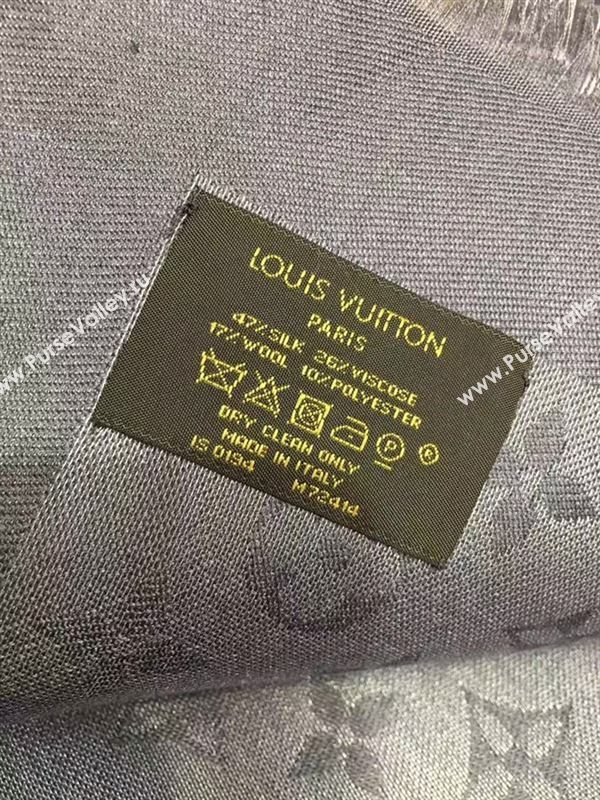 LOUIS VUITTON
PARIS
47%SILK 26%VISCOSE
17%WOOL 10%POLYESTER
P ®
DRY CLEAN ONLY
MADE IN ITALY
IS 0194 M72414
www.PurseValley.ru
www.PurseValley